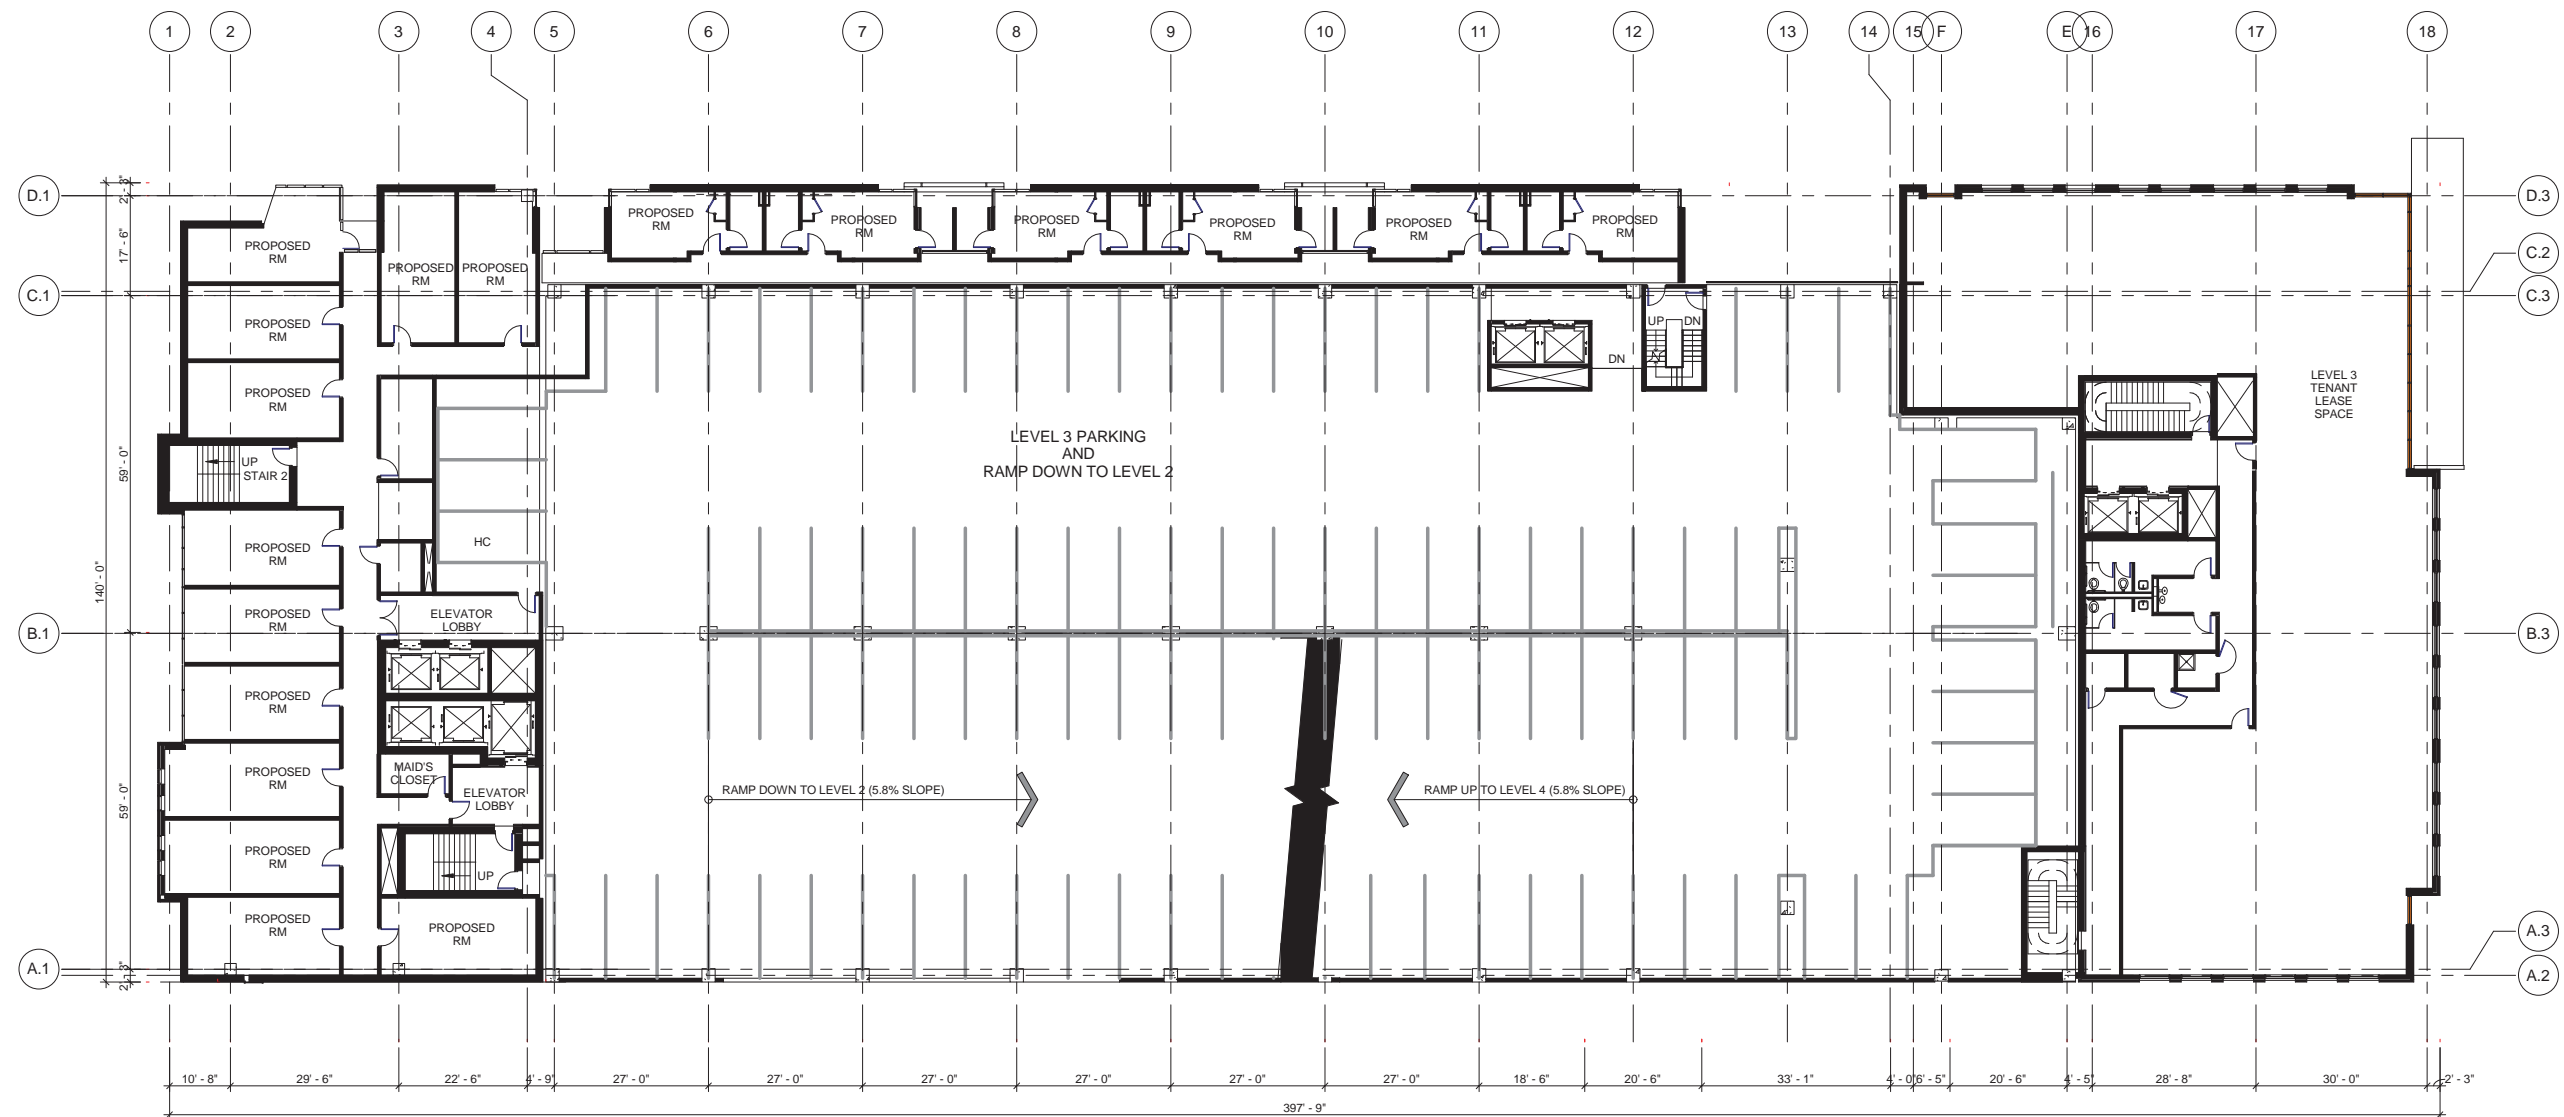 1
2
3
4
5
6
7
8
9
10
11
12
13
14
15
F
E
16
17
18
D.1
C.1
B.1
A.1
D.3
C.2
C.3
B.3
A.3
A.2
2' - 3"
17' - 6"
59' - 0"
59' - 0"
2' - 3"
140' - 0"
PROPOSED
RM
PROPOSED
RM
PROPOSED
RM
PROPOSED
RM
PROPOSED
RM
PROPOSED
RM
PROPOSED
RM
PROPOSED
RM
PROPOSED
RM
PROPOSED
RM
PROPOSED
RM
UP
STAIR 2
PROPOSED
RM
PROPOSED
RM
PROPOSED
RM
PROPOSED
RM
PROPOSED
RM
PROPOSED
RM
PROPOSED
RM
HC
ELEVATOR
LOBBY
MAID'S
CLOSET
ELEVATOR
LOBBY
UP
LEVEL 3 PARKING
AND
RAMP DOWN TO LEVEL 2
DN
UP
DN
LEVEL 3
TENANT
LEASE
SPACE
RAMP DOWN TO LEVEL 2 (5.8% SLOPE)
RAMP UP TO LEVEL 4 (5.8% SLOPE)
10' - 8"
29' - 6"
22' - 6"
4' - 9"
27' - 0"
27' - 0"
27' - 0"
27' - 0"
27' - 0"
27' - 0"
18' - 6"
20' - 6"
33' - 1"
4' - 0"
6' - 5"
20' - 6"
4' - 5"
28' - 8"
30' - 0"
2' - 3"
397' - 9"